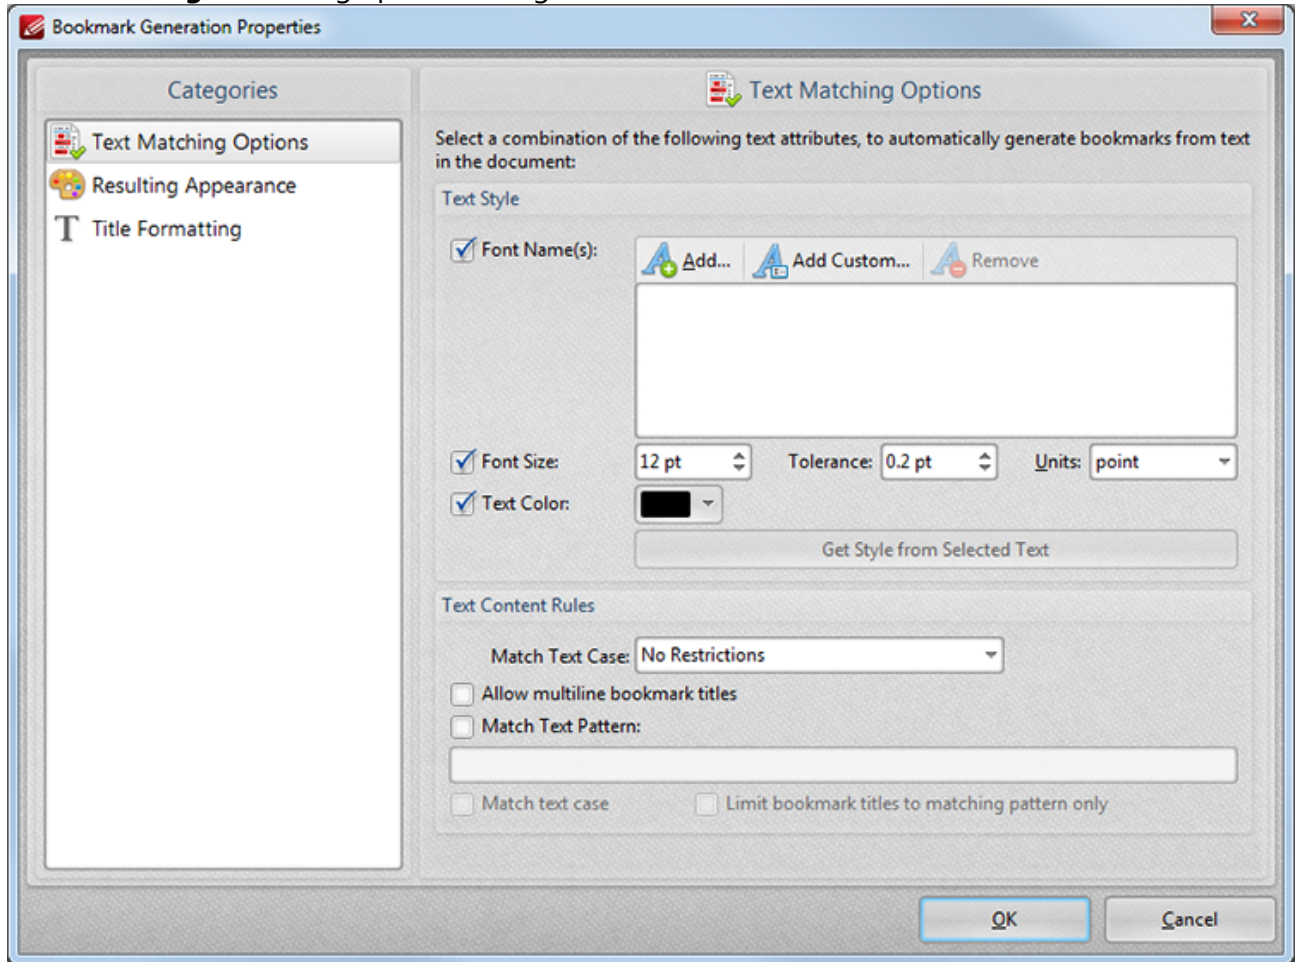 Bookmark Generation Properties
Categories
Text Matching Options
Resulting Appearance
Title Formatting
Text Matching Options
Select a combination of the following text attributes, to automatically generate bookmarks from text
in the document:
Text Style
Font Name(s):
Add... Add Custom... Remove
Font Size: 12 pt Tolerance: 0.2 pt Units: point
Text Color:
Get Style from Selected Text
Text Content Rules
Match Text Case: No Restrictions
Allow multiline bookmark titles
Match Text Pattern:
Match text case Limit bookmark titles to matching pattern only
OK Cancel